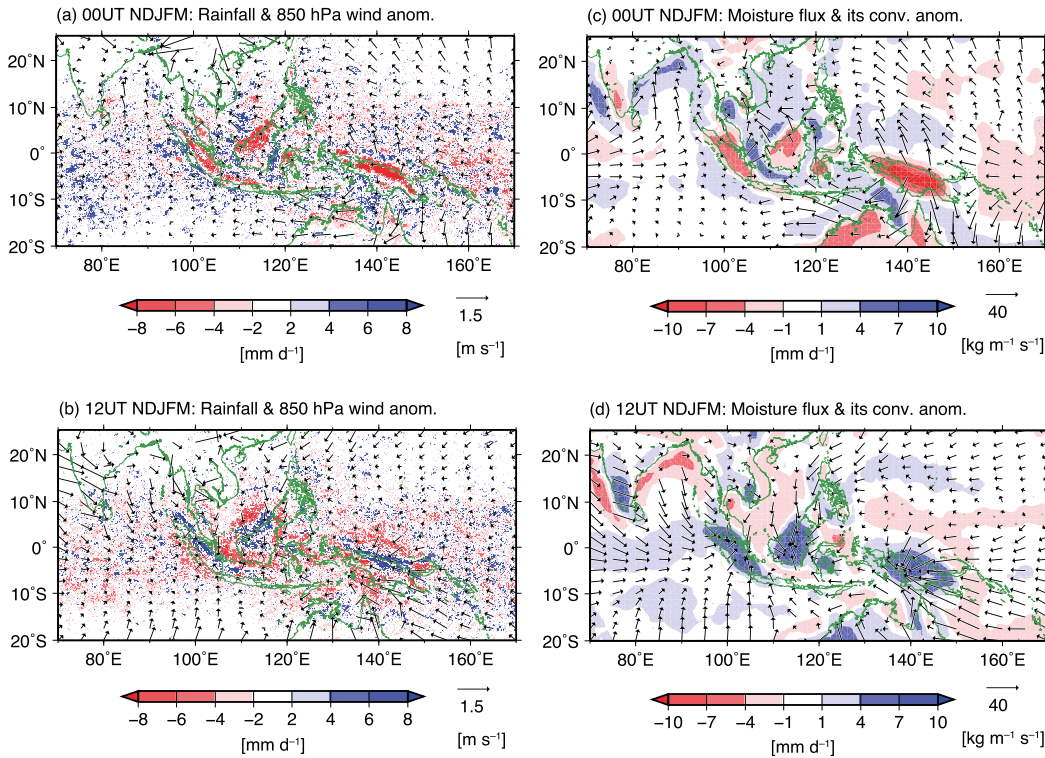 (a) 00UT NDJFM: Rainfall & 850 hPa wind anom.
20˚N
10˚N
0˚
10˚S
20˚S
80˚E 100˚E 120˚E 140˚E 160˚E
−8 −6 −4 −2 2 4 6 8
[mm d⁻¹]
1.5
[m s⁻¹]
(c) 00UT NDJFM: Moisture flux & its conv. anom.
20˚N
10˚N
0˚
10˚S
20˚S
80˚E 100˚E 120˚E 140˚E 160˚E
−10 −7 −4 −1 1 4 7 10
[mm d⁻¹]
40
[kg m⁻¹ s⁻¹]
(b) 12UT NDJFM: Rainfall & 850 hPa wind anom.
20˚N
10˚N
0˚
10˚S
20˚S
80˚E 100˚E 120˚E 140˚E 160˚E
−8 −6 −4 −2 2 4 6 8
[mm d⁻¹]
1.5
[m s⁻¹]
(d) 12UT NDJFM: Moisture flux & its conv. anom.
20˚N
10˚N
0˚
10˚S
20˚S
80˚E 100˚E 120˚E 140˚E 160˚E
−10 −7 −4 −1 1 4 7 10
[mm d⁻¹]
40
[kg m⁻¹ s⁻¹]